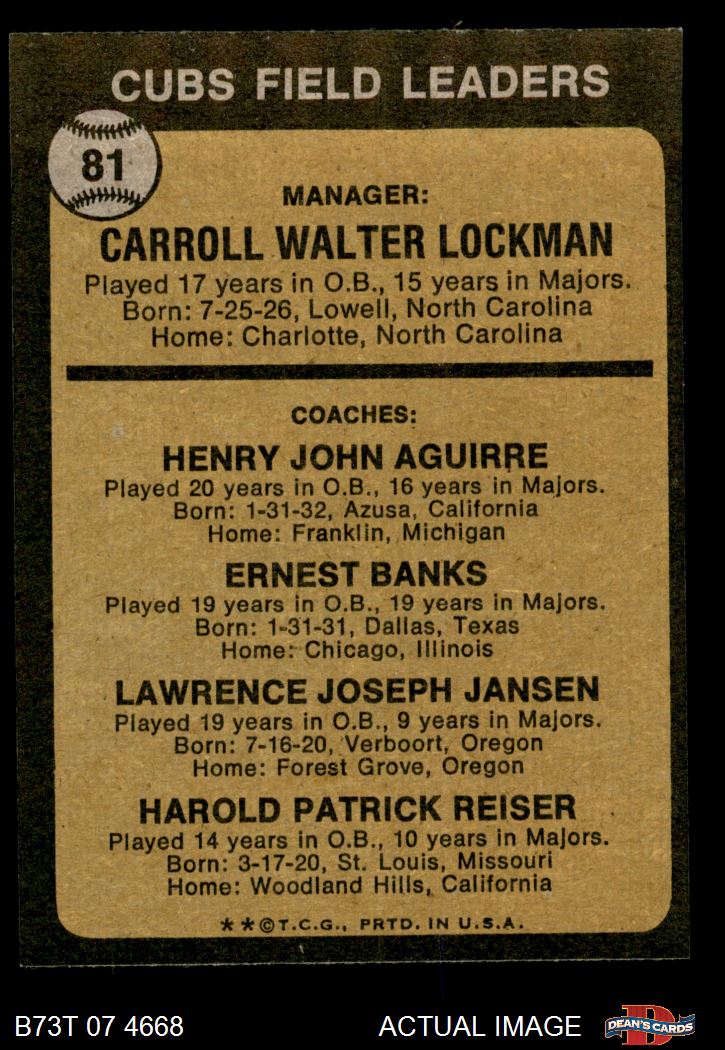 CUBS FIELD LEADERS
81
MANAGER:
CARROLL WALTER LOCKMAN
Played 17 years in O.B., 15 years in Majors.
Born: 7-25-26, Lowell, North Carolina
Home: Charlotte, North Carolina
COACHES:
HENRY JOHN AGUIRRE
Played 20 years in O.B., 16 years in Majors.
Born: 1-31-32, Azusa, California
Home: Franklin, Michigan
ERNEST BANKS
Played 19 years in O.B., 19 years in Majors.
Born: 1-31-31, Dallas, Texas
Home: Chicago, Illinois
LAWRENCE JOSEPH JANSEN
Played 19 years in O.B., 9 years in Majors.
Born: 7-16-20, Verboort, Oregon
Home: Forest Grove, Oregon
HAROLD PATRICK REISER
Played 14 years in O.B., 10 years in Majors.
Born: 3-17-20, St. Louis, Missouri
Home: Woodland Hills, California
* * © T.C.G., PRTD. IN U.S.A.
B73T 07 4668 ACTUAL IMAGE D DEAN'S CARDS